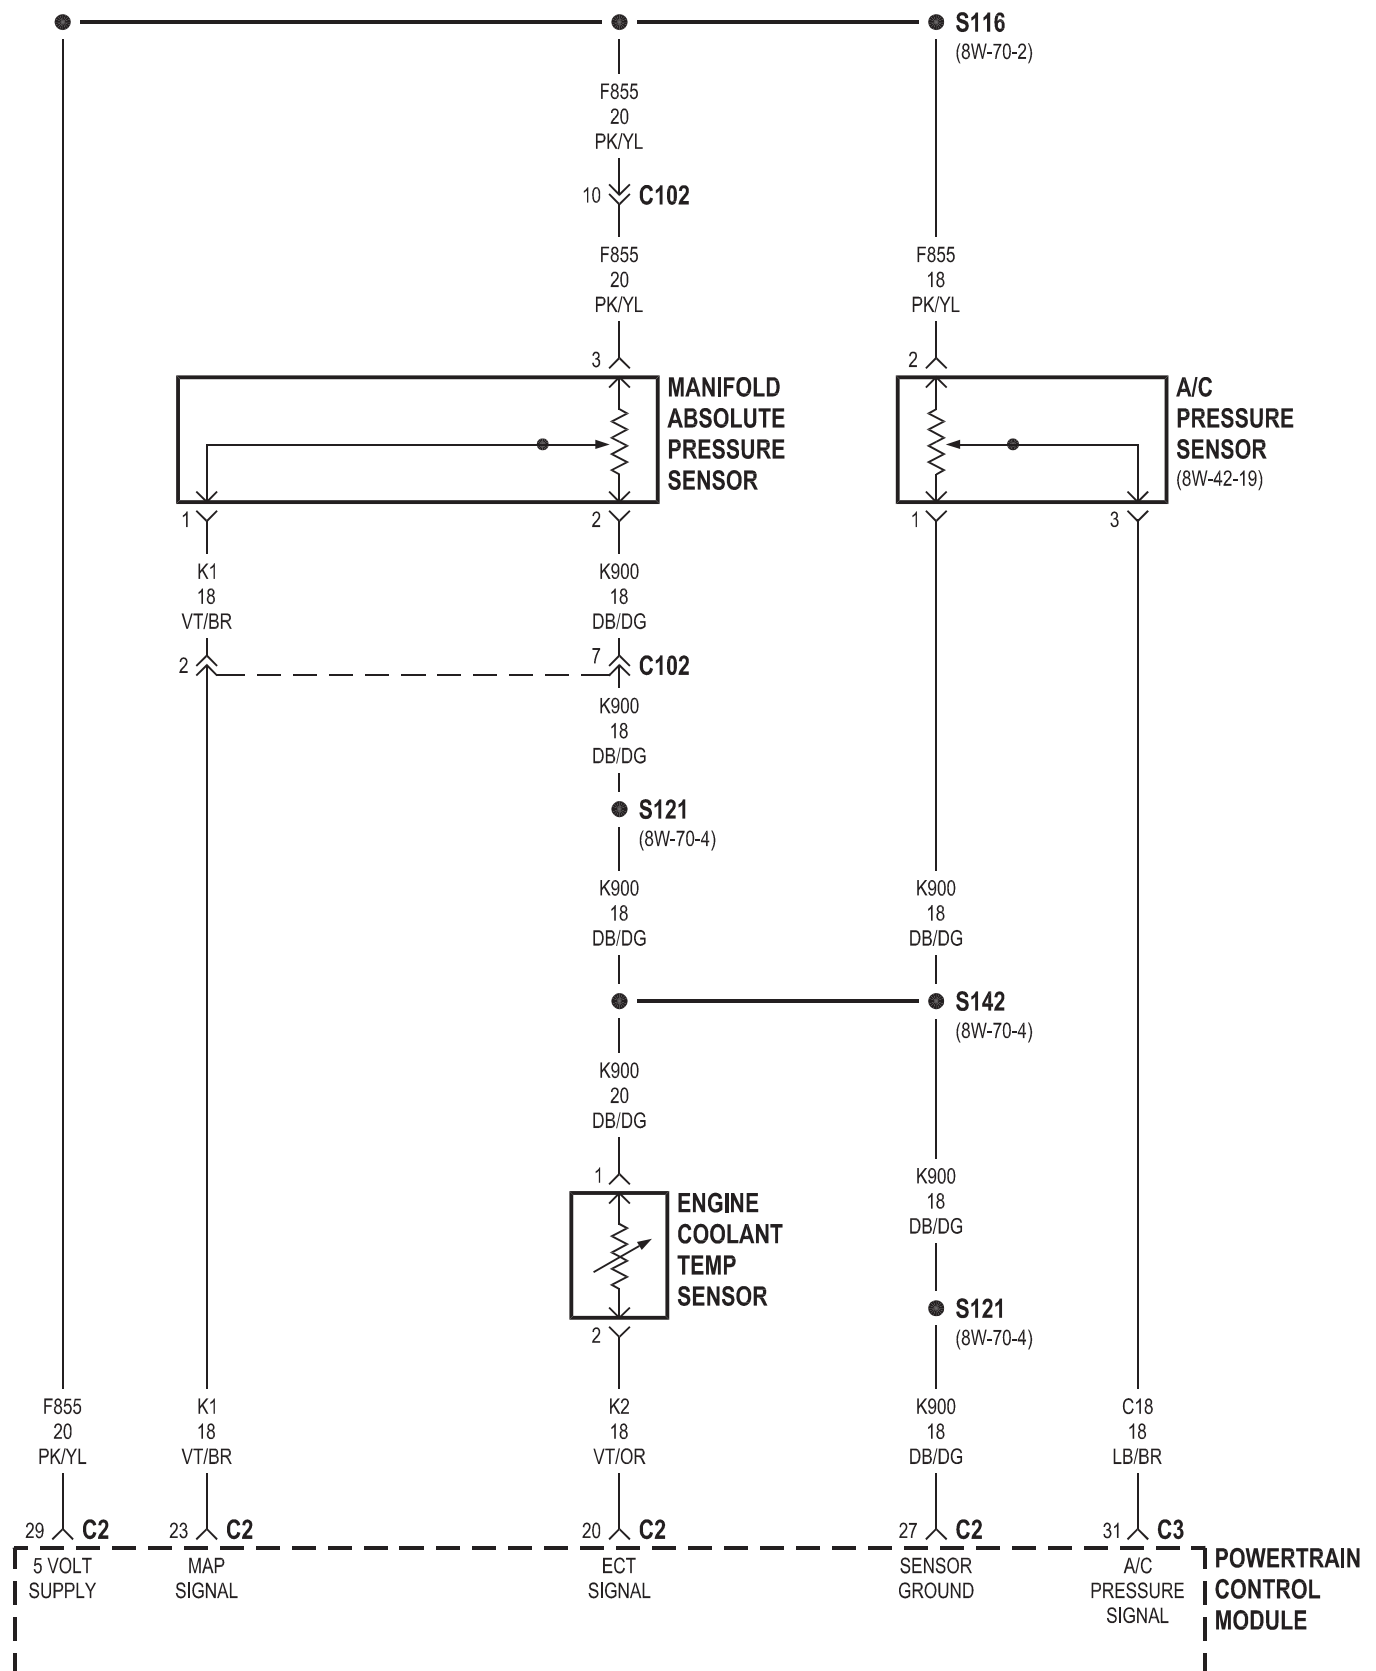 S116
(8W-70-2)
F855
20
PK/YL
10
C102
F855
20
PK/YL
F855
18
PK/YL
3
2
MANIFOLD
ABSOLUTE
PRESSURE
SENSOR
A/C
PRESSURE
SENSOR
(8W-42-19)
1
2
1
3
K1
18
VT/BR
K900
18
DB/DG
2
7
C102
K900
18
DB/DG
S121
(8W-70-4)
K900
18
DB/DG
K900
18
DB/DG
S142
(8W-70-4)
K900
20
DB/DG
1
K900
18
DB/DG
ENGINE
COOLANT
TEMP
SENSOR
S121
(8W-70-4)
2
F855
20
PK/YL
K1
18
VT/BR
K2
18
VT/OR
K900
18
DB/DG
C18
18
LB/BR
29 C2
23 C2
20 C2
27 C2
31 C3
5 VOLT
SUPPLY
MAP
SIGNAL
ECT
SIGNAL
SENSOR
GROUND
A/C
PRESSURE
SIGNAL
POWERTRAIN
CONTROL
MODULE